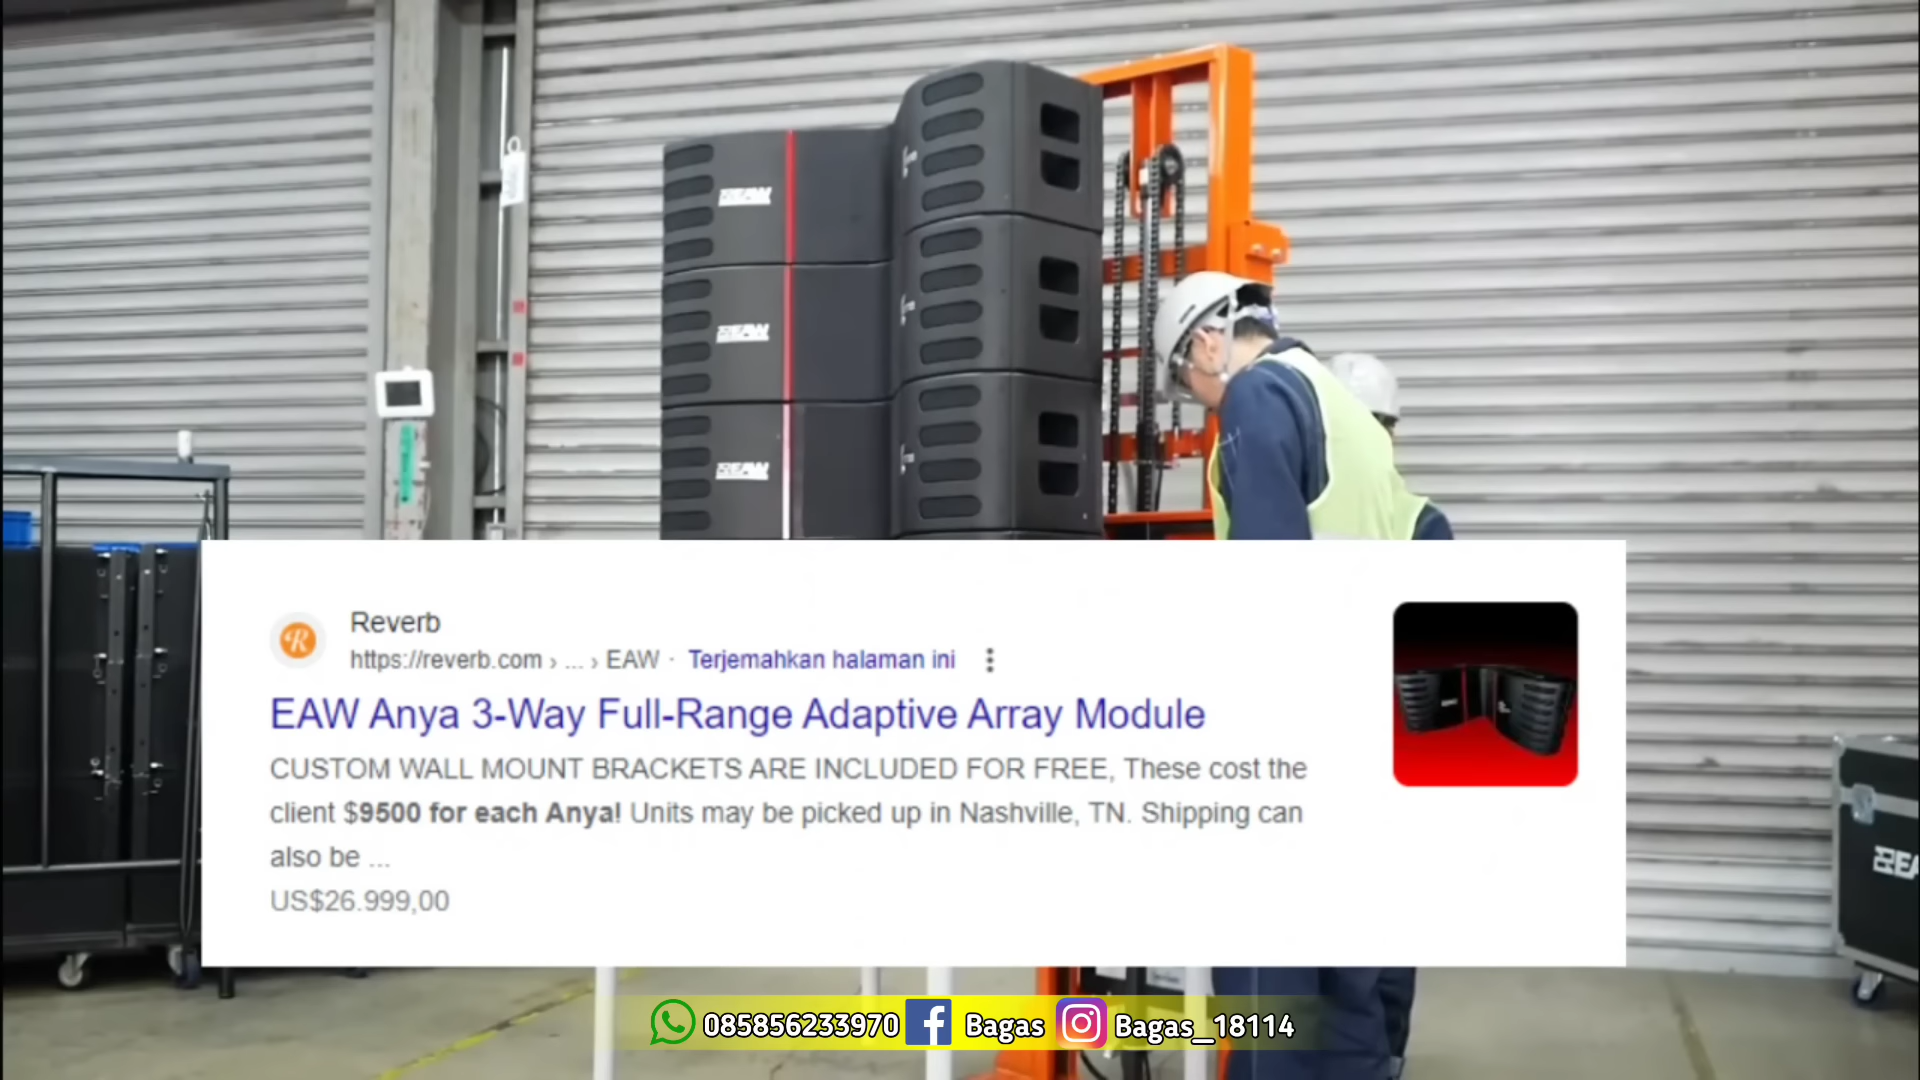 EAW
EAW
EAW
Reverb
https://reverb.com › ... › EAW · Terjemahkan halaman ini
EAW Anya 3-Way Full-Range Adaptive Array Module
CUSTOM WALL MOUNT BRACKETS ARE INCLUDED FOR FREE, These cost the
client $9500 for each Anya! Units may be picked up in Nashville, TN. Shipping can
also be ...
US$26.999,00
085856233970 Bagas Bagas_18114